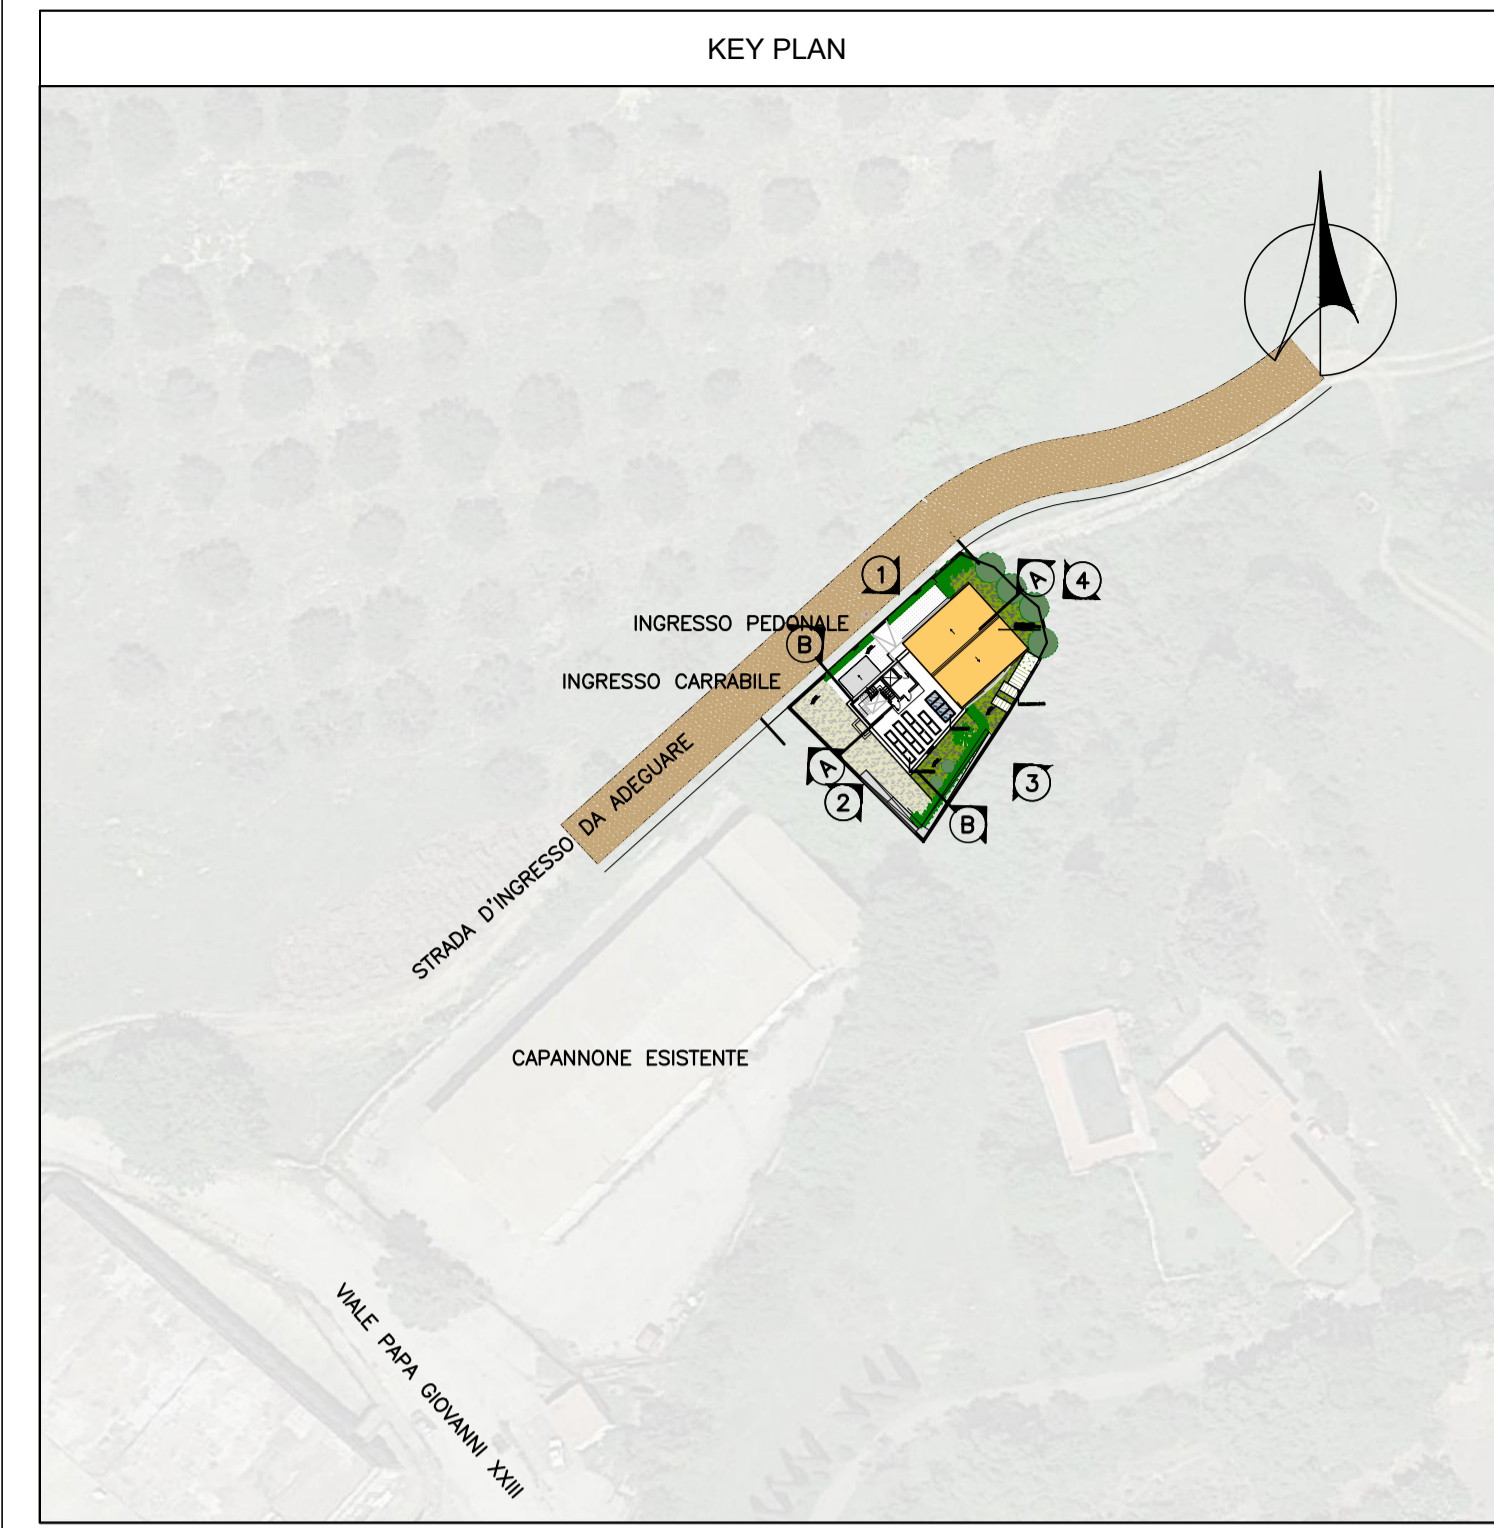 KEY PLAN
1
A
4
INGRESSO PEDONALE
B
INGRESSO CARRABILE
A
3
2
B
STRADA D'INGRESSO DA ADEGUARE
CAPANNONE ESISTENTE
VIALE PAPA GIOVANNI XXIII